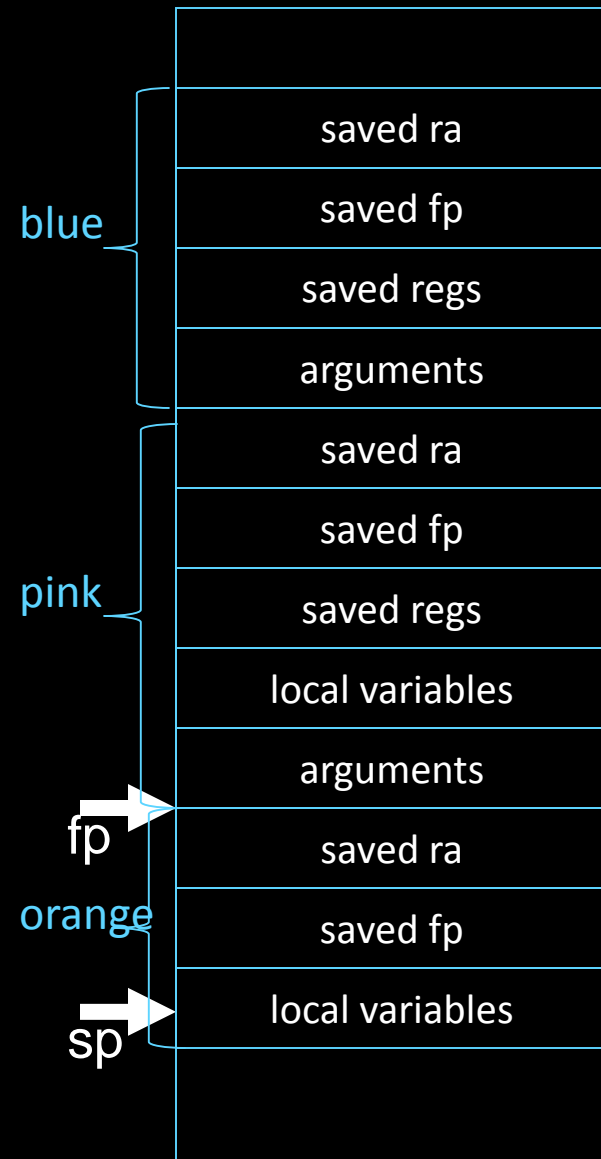 saved ra
saved fp
blue
saved regs
arguments
saved ra
saved fp
pink
saved regs
local variables
arguments
fp
saved ra
orange
saved fp
local variables
sp